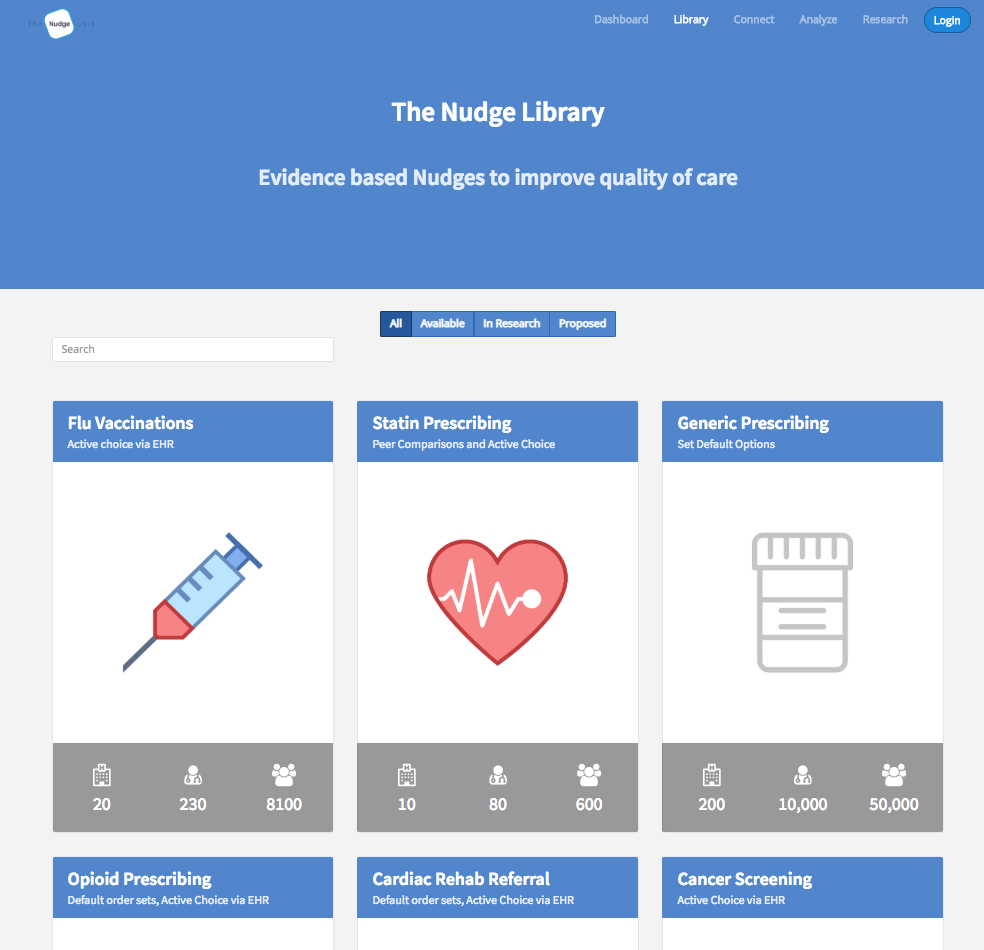 The Nudge Unit
Dashboard Library Connect Analyze Research Login
The Nudge Library
Evidence based Nudges to improve quality of care
All Available In Research Proposed
Search
Flu Vaccinations
Active choice via EHR
Statin Prescribing
Peer Comparisons and Active Choice
Generic Prescribing
Set Default Options
H
20 230 8100
H
10 80 600
H
200 10,000 50,000
Opioid Prescribing
Default order sets, Active Choice via EHR
Cardiac Rehab Referral
Default order sets, Active Choice via EHR
Cancer Screening
Active Choice via EHR